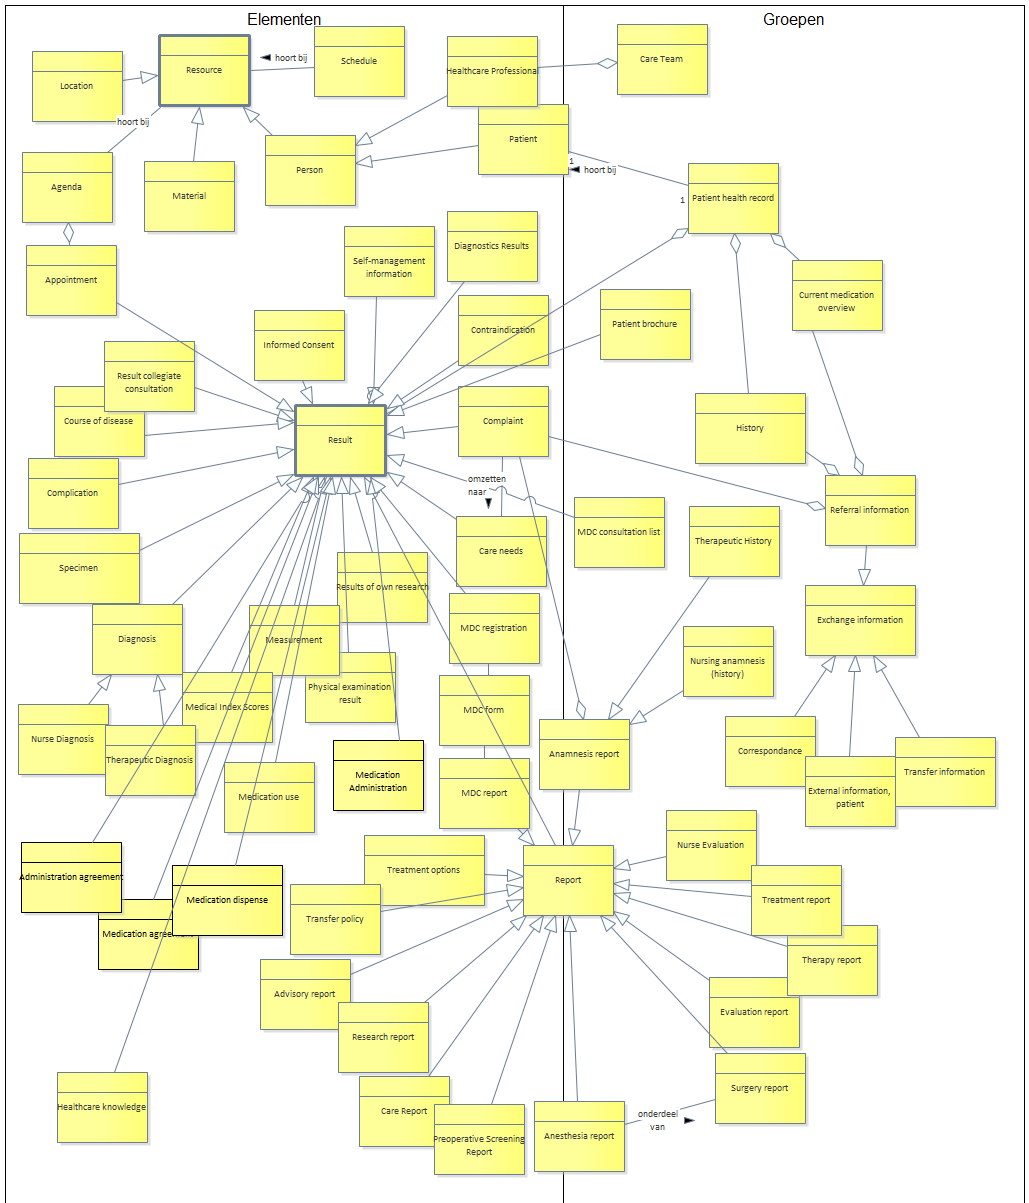 Elementen
Groepen
Resource
hoort bij
Schedule
Healthcare Professional
Care Team
Location
hoort bij
Patient
1
hoort bij
Agenda
Material
Person
1
Patient health record
Appointment
Self-management
information
Diagnostics Results
Current medication
overview
Informed Consent
Contraindication
Patient brochure
Result collegiate
consultation
Course of disease
Result
Complaint
History
Complication
omzetten
naar
Referral information
Specimen
Care needs
MDC consultation list
Therapeutic History
Results of own research
Diagnosis
Measurement
MDC registration
Exchange information
Physical examination
result
Nursing anamnesis
(history)
Medical Index Scores
MDC form
Nurse Diagnosis
Therapeutic Diagnosis
Anamnesis report
Correspondance
Medication
Administration
Medication use
MDC report
External information,
patient
Transfer information
Nurse Evaluation
Administration agreement
Treatment options
Report
Medication dispense
Treatment report
Medication agreement
Transfer policy
Therapy report
Advisory report
Evaluation report
Research report
Surgery report
Healthcare knowledge
Care Report
onderdeel
van
Preoperative Screening
Report
Anesthesia report